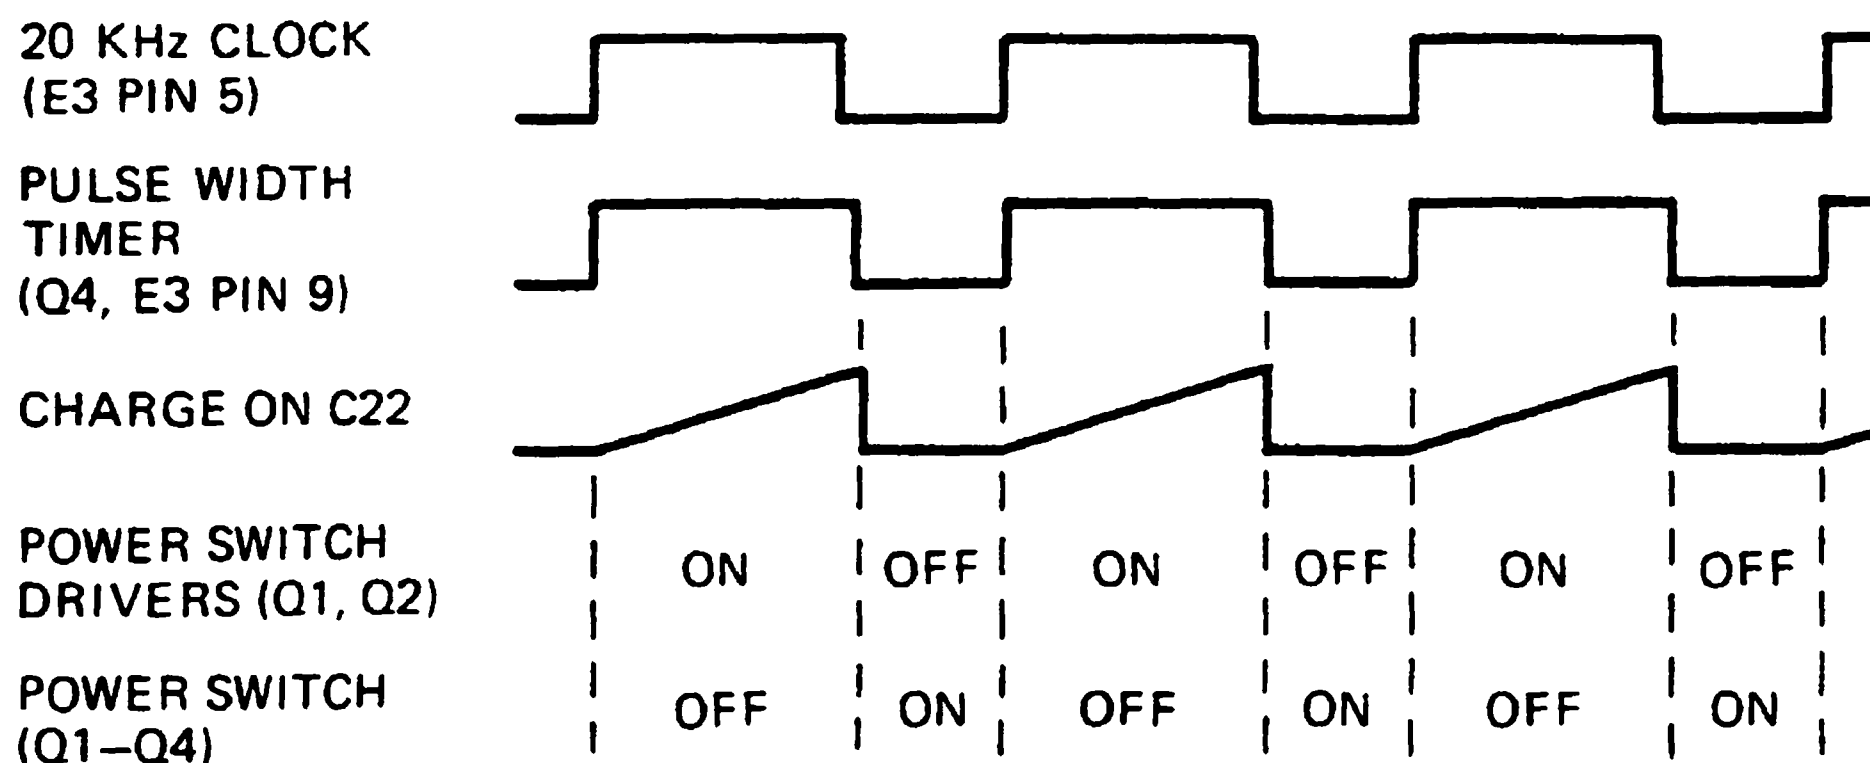 20 KHz CLOCK
(E3 PIN 5)
PULSE WIDTH
TIMER
(Q4, E3 PIN 9)
CHARGE ON C22
POWER SWITCH
DRIVERS (Q1, Q2)
ON OFF ON OFF ON OFF
POWER SWITCH
(Q1–Q4)
OFF ON OFF ON OFF ON